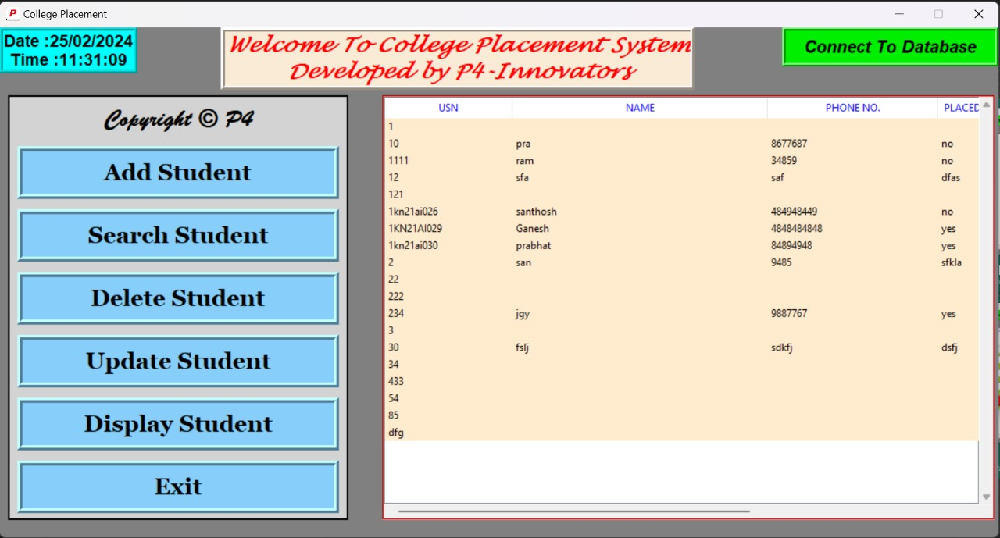 P College Placement
Date :25/02/2024
Time :11:31:09
Welcome To College Placement System
Developed by P4-Innovators
Connect To Database
Copyright © P4
Add Student
Search Student
Delete Student
Update Student
Display Student
Exit
USN NAME PHONE NO. PLACED
1
10 pra 8677687 no
1111 ram 34859 no
12 sfa saf dfas
121
1kn21ai026 santhosh 484948449 no
1KN21AI029 Ganesh 4848484848 yes
1kn21ai030 prabhat 84894948 yes
2 san 9485 sfkla
22
222
234 jgy 9887767 yes
3
30 fslj sdkfj dsfj
34
433
54
85
dfg